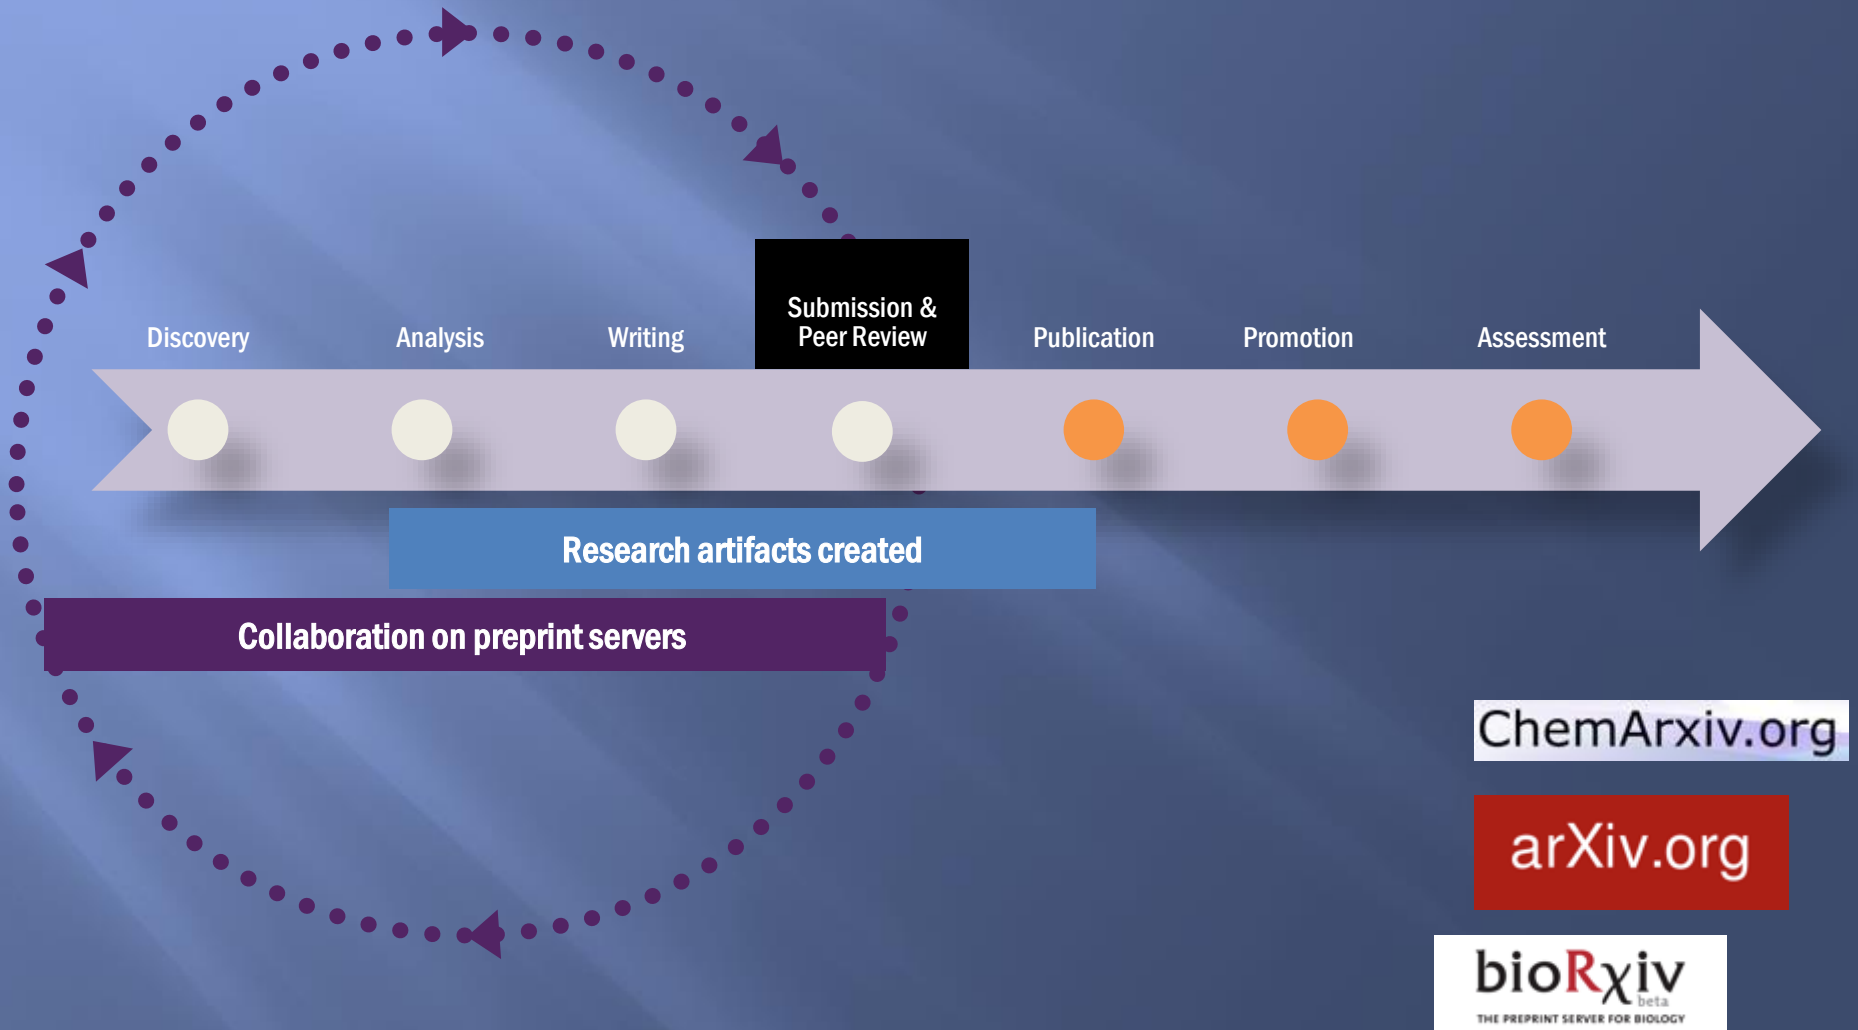 Discovery
Analysis
Writing
Submission &
Peer Review
Publication
Promotion
Assessment
Research artifacts created
Collaboration on preprint servers
ChemArxiv.org
arXiv.org
bioRχiv
beta
THE PREPRINT SERVER FOR BIOLOGY